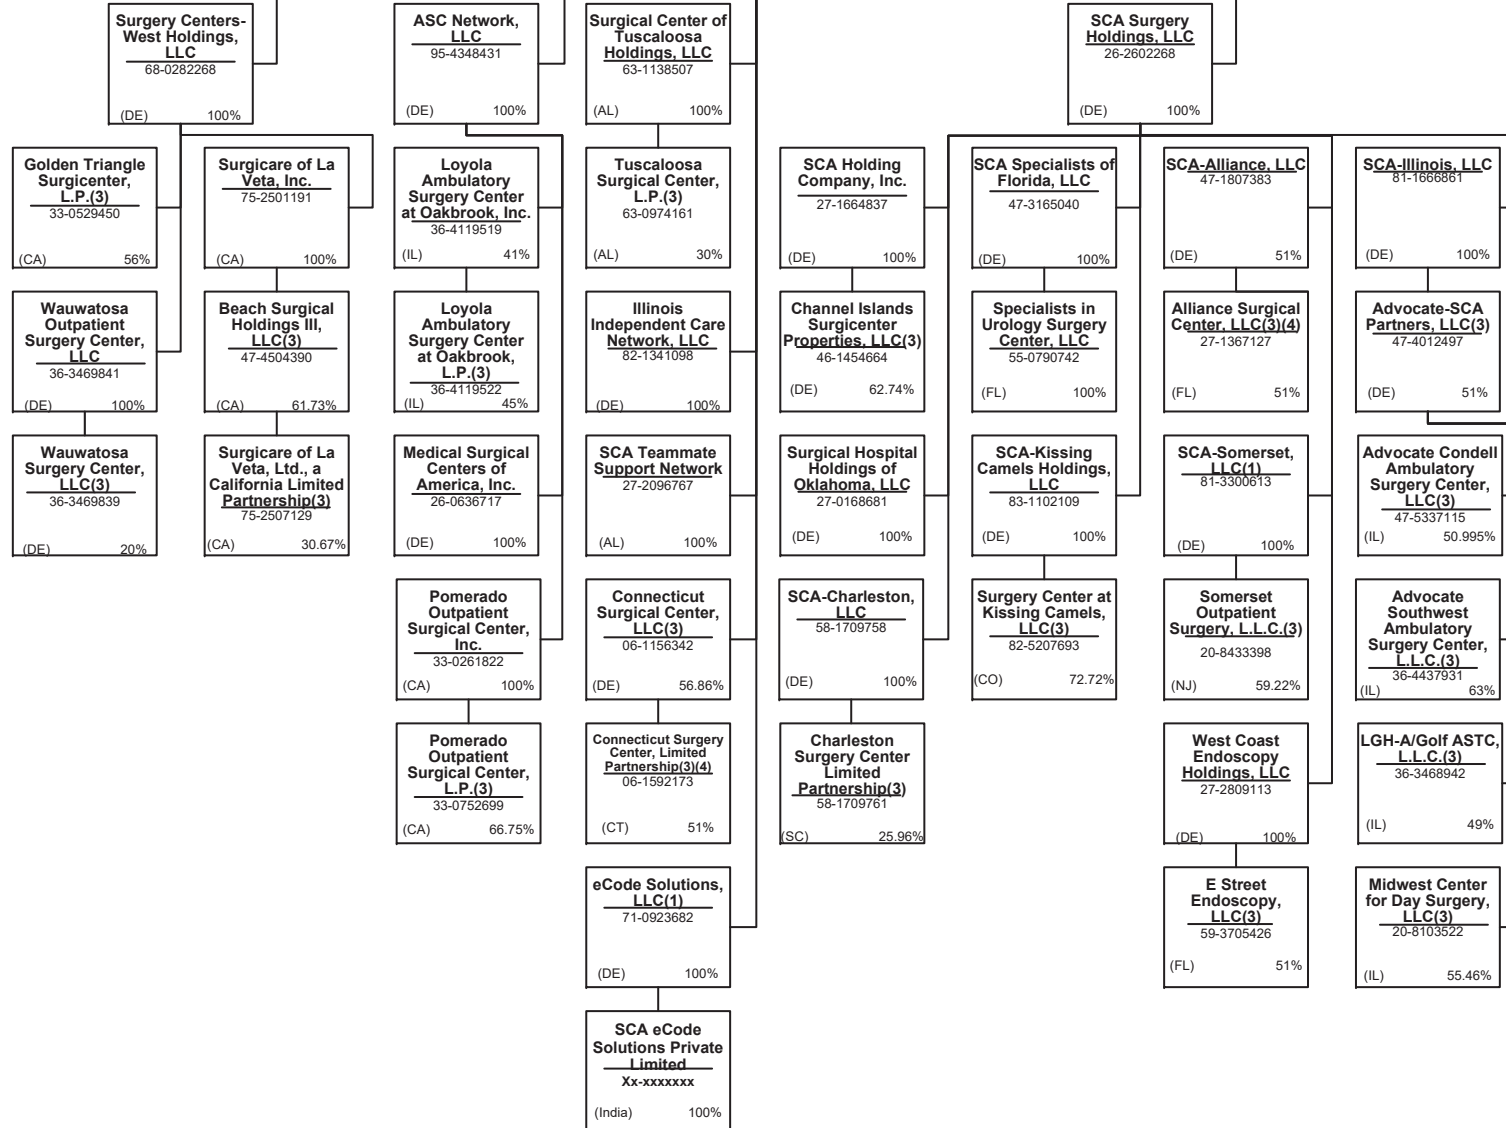 Surgery Centers-
West Holdings,
LLC
68-0282268
(DE) 100%
ASC Network,
LLC
95-4348431
(DE) 100%
Surgical Center of
Tuscaloosa
Holdings, LLC
63-1138507
(AL) 100%
SCA Surgery
Holdings, LLC
26-2602268
(DE) 100%
Golden Triangle
Surgicenter,
L.P.(3)
33-0529450
(CA) 56%
Surgicare of La
Veta, Inc.
75-2501191
(CA) 100%
Loyola
Ambulatory
Surgery Center
at Oakbrook, Inc.
36-4119519
(IL) 41%
Tuscaloosa
Surgical Center,
L.P.(3)
63-0974161
(AL) 30%
SCA Holding
Company, Inc.
27-1664837
(DE) 100%
SCA Specialists of
Florida, LLC
47-3165040
(DE) 100%
SCA-Alliance, LLC
47-1807383
(DE) 51%
SCA-Illinois, LLC
81-1666861
(DE) 100%
Wauwatosa
Outpatient
Surgery Center,
LLC
36-3469841
(DE) 100%
Beach Surgical
Holdings III,
LLC(3)
47-4504390
(CA) 61.73%
Loyola
Ambulatory
Surgery Center
at Oakbrook,
L.P.(3)
36-4119522
(IL) 45%
Illinois
Independent Care
Network, LLC
82-1341098
(DE) 100%
Channel Islands
Surgicenter
Properties, LLC(3)
46-1454664
(DE) 62.74%
Specialists in
Urology Surgery
Center, LLC
55-0790742
(FL) 100%
Alliance Surgical
Center, LLC(3)(4)
27-1367127
(FL) 51%
Advocate-SCA
Partners, LLC(3)
47-4012497
(DE) 51%
Wauwatosa
Surgery Center,
LLC(3)
36-3469839
(DE) 20%
Surgicare of La
Veta, Ltd., a
California Limited
Partnership(3)
75-2507129
(CA) 30.67%
Medical Surgical
Centers of
America, Inc.
26-0636717
(DE) 100%
SCA Teammate
Support Network
27-2096767
(AL) 100%
Surgical Hospital
Holdings of
Oklahoma, LLC
27-0168681
(DE) 100%
SCA-Kissing
Camels Holdings,
LLC
83-1102109
(DE) 100%
SCA-Somerset,
LLC(1)
81-3300613
(DE) 100%
Advocate Condell
Ambulatory
Surgery Center,
LLC(3)
47-5337115
(IL) 50.995%
Pomerado
Outpatient
Surgical Center,
Inc.
33-0261822
(CA) 100%
Connecticut
Surgical Center,
LLC(3)
06-1156342
(DE) 56.86%
SCA-Charleston,
LLC
58-1709758
(DE) 100%
Surgery Center at
Kissing Camels,
LLC(3)
82-5207693
(CO) 72.72%
Somerset
Outpatient
Surgery, L.L.C.(3)
20-8433398
(NJ) 59.22%
Advocate
Southwest
Ambulatory
Surgery Center,
L.L.C.(3)
36-4437931
(IL) 63%
Pomerado
Outpatient
Surgical Center,
L.P.(3)
33-0752699
(CA) 66.75%
Connecticut Surgery
Center, Limited
Partnership(3)(4)
06-1592173
(CT) 51%
Charleston
Surgery Center
Limited
Partnership(3)
58-1709761
(SC) 25.96%
West Coast
Endoscopy
Holdings, LLC
27-2809113
(DE) 100%
LGH-A/Golf ASTC,
L.L.C.(3)
36-3468942
(IL) 49%
eCode Solutions,
LLC(1)
71-0923682
(DE) 100%
E Street
Endoscopy,
LLC(3)
59-3705426
(FL) 51%
Midwest Center
for Day Surgery,
LLC(3)
20-8103522
(IL) 55.46%
SCA eCode
Solutions Private
Limited
Xx-xxxxxxx
(India) 100%